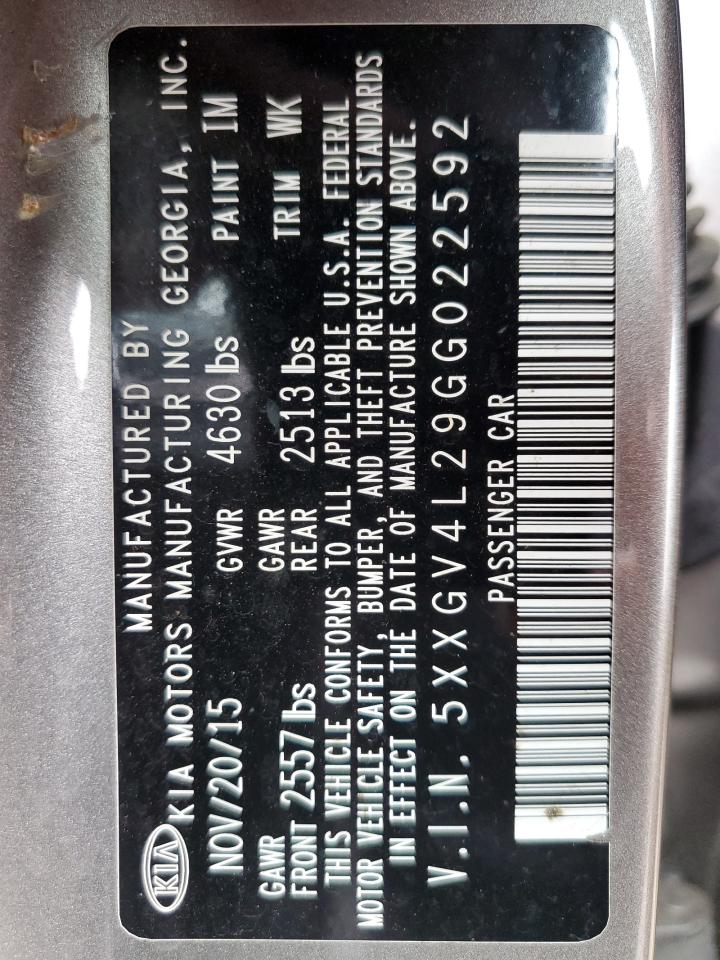 MANUFACTURED BY
KIA KIA MOTORS MANUFACTURING GEORGIA, INC.
NOV/20/15 GVWR 4630 lbs PAINT IM
GAWR FRONT 2557 lbs GAWR REAR 2513 lbs TRIM WK
THIS VEHICLE CONFORMS TO ALL APPLICABLE U.S.A. FEDERAL
MOTOR VEHICLE SAFETY, BUMPER, AND THEFT PREVENTION STANDARDS
IN EFFECT ON THE DATE OF MANUFACTURE SHOWN ABOVE.
V.I.N. 5XXGV4L29GG022592
PASSENGER CAR